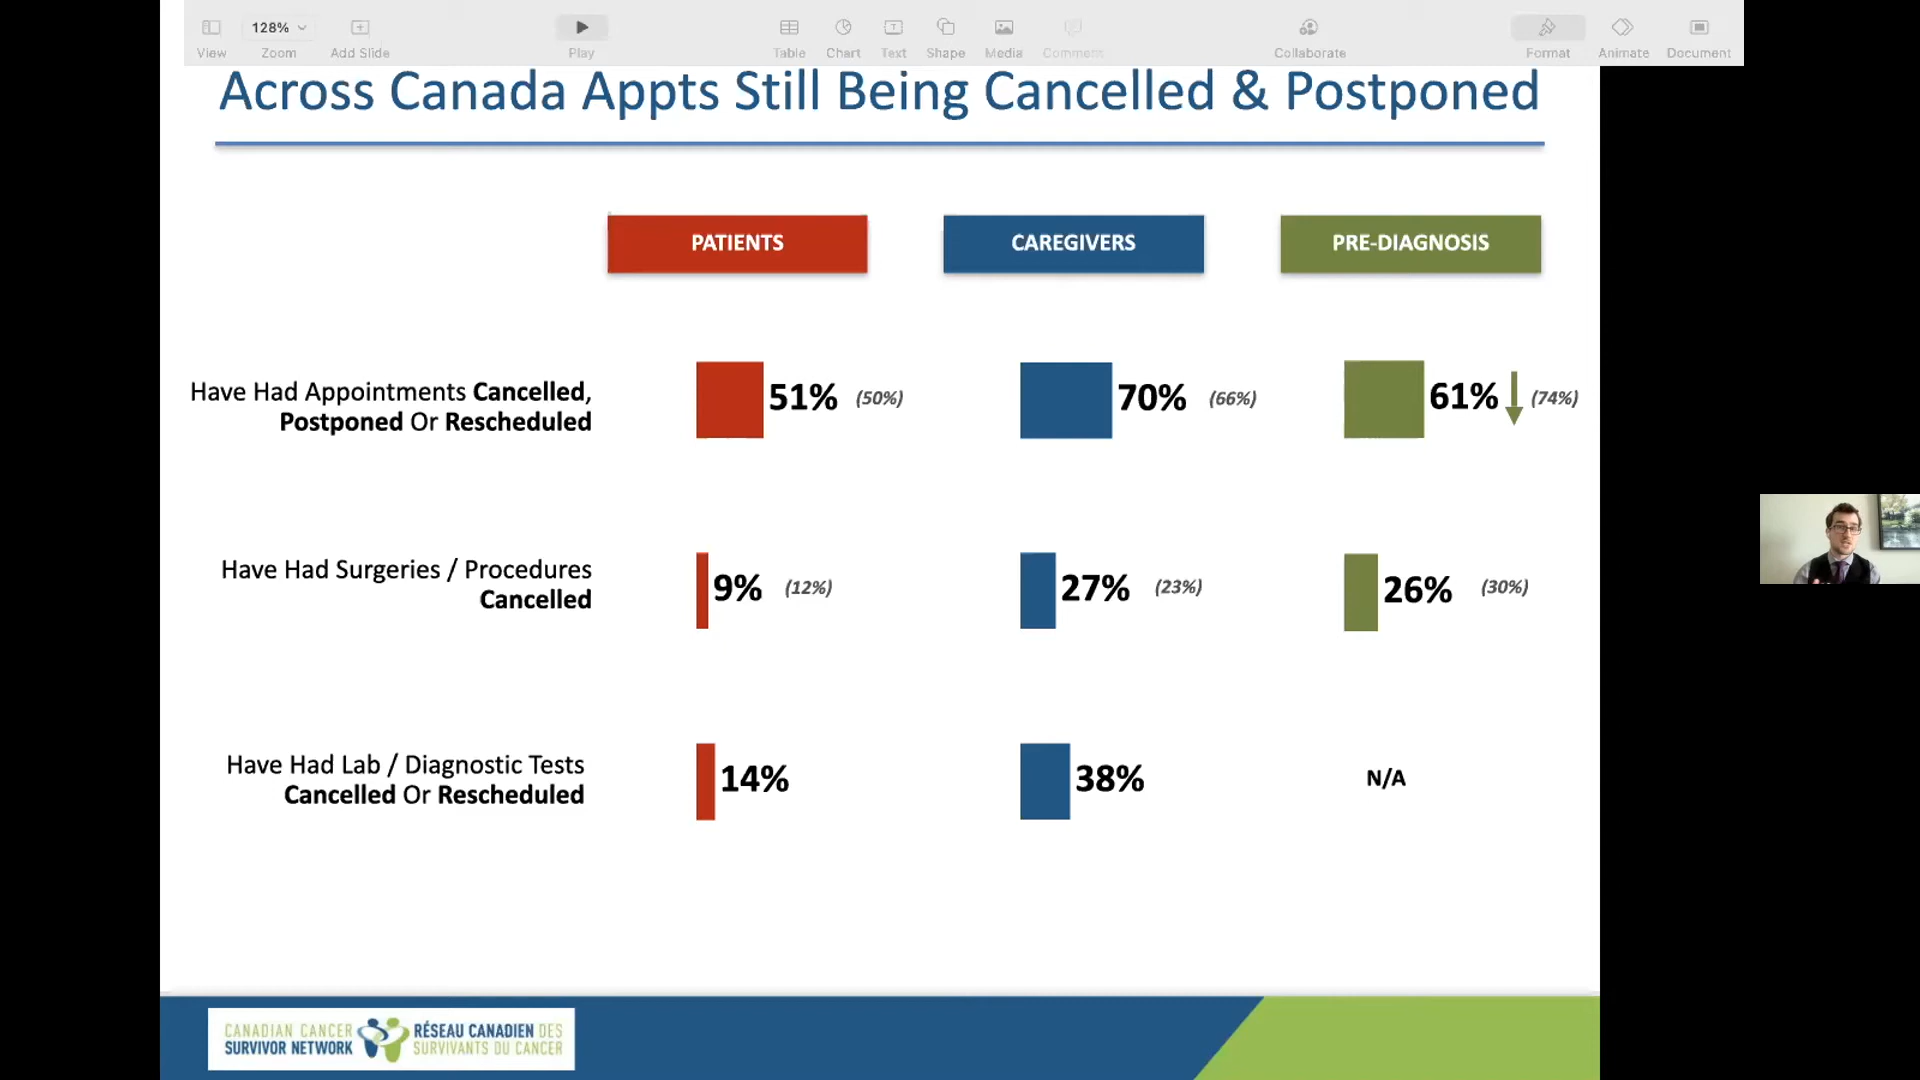 128%
View
Zoom
Add Slide
Play
Table
Chart
Text
Shape
Media
Comment
Collaborate
Format
Animate
Document
Across Canada Appts Still Being Cancelled & Postponed
PATIENTS
CAREGIVERS
PRE-DIAGNOSIS
Have Had Appointments Cancelled,
Postponed Or Rescheduled
51% (50%)
70% (66%)
61% (74%)
Have Had Surgeries / Procedures
Cancelled
9% (12%)
27% (23%)
26% (30%)
Have Had Lab / Diagnostic Tests
Cancelled Or Rescheduled
14%
38%
N/A
CANADIAN CANCER
SURVIVOR NETWORK
RÉSEAU CANADIEN DES
SURVIVANTS DU CANCER